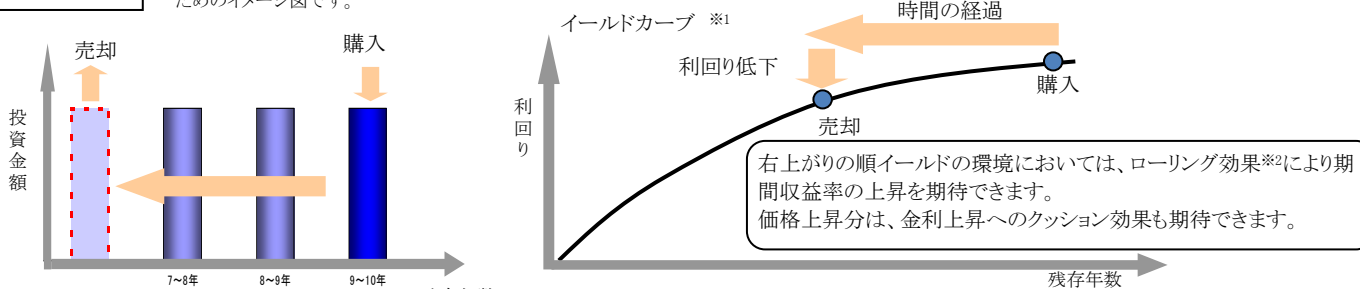 ためのイメージ図です。
売却
購入
投資金額
7~8年
8~9年
9~10年
イールドカーブ ※1
時間の経過
利回り低下
購入
売却
利回り
右上がりの順イールドの環境においては、ローリング効果※2により期
間収益率の上昇を期待できます。
価格上昇分は、金利上昇へのクッション効果も期待できます。
残存年数